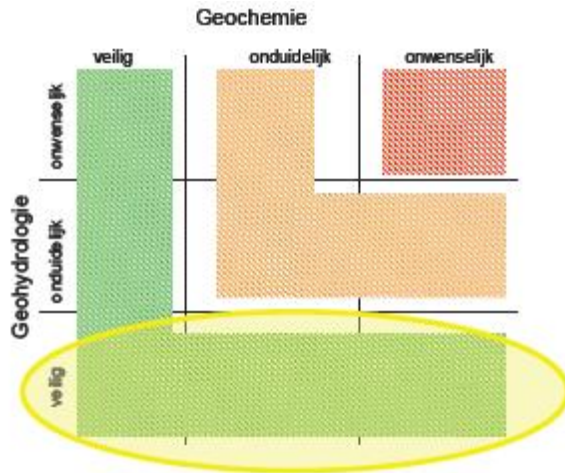 Geochemie
veilig onduidelijk onwenselijk
Geohydrologie
onwenselijk
onduidelijk
veilig